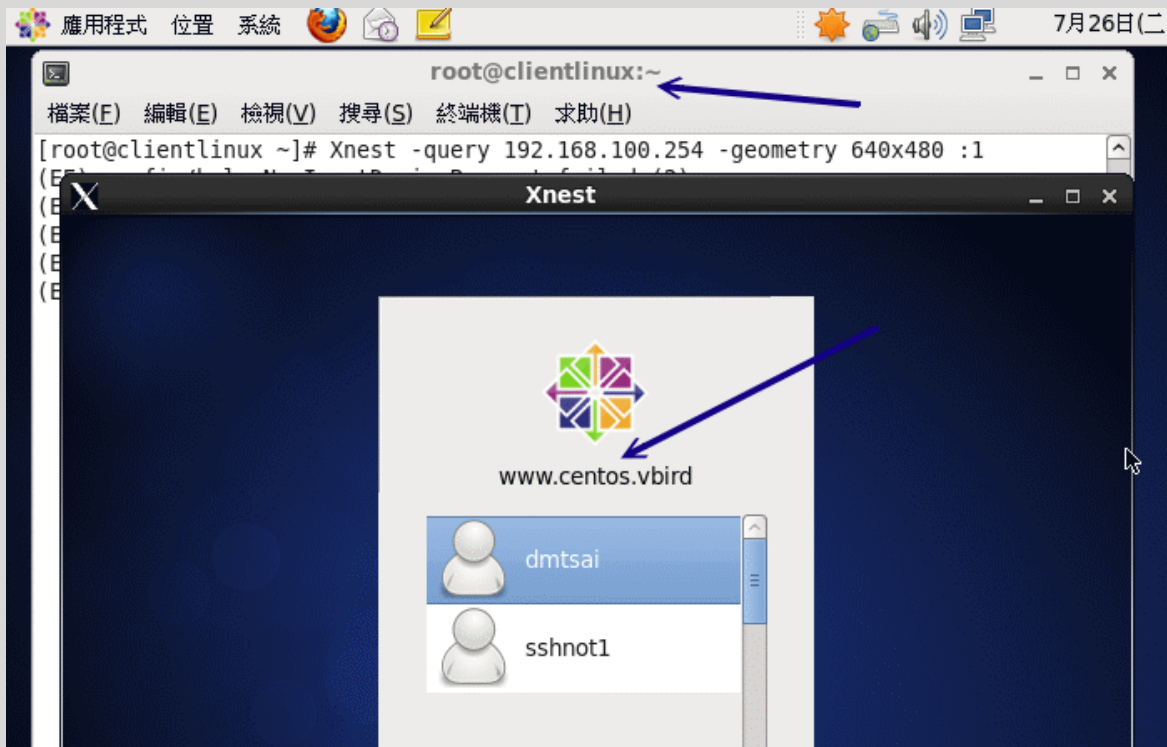 應用程式 位置 系統 7月26日(二
root@clientlinux:~
檔案(F) 編輯(E) 檢視(V) 搜尋(S) 終端機(T) 求助(H)
[root@clientlinux ~]# Xnest -query 192.168.100.254 -geometry 640x480 :1
(EE)
Xnest
(E
(E
(E
(E
www.centos.vbird
dmtsai
sshnot1